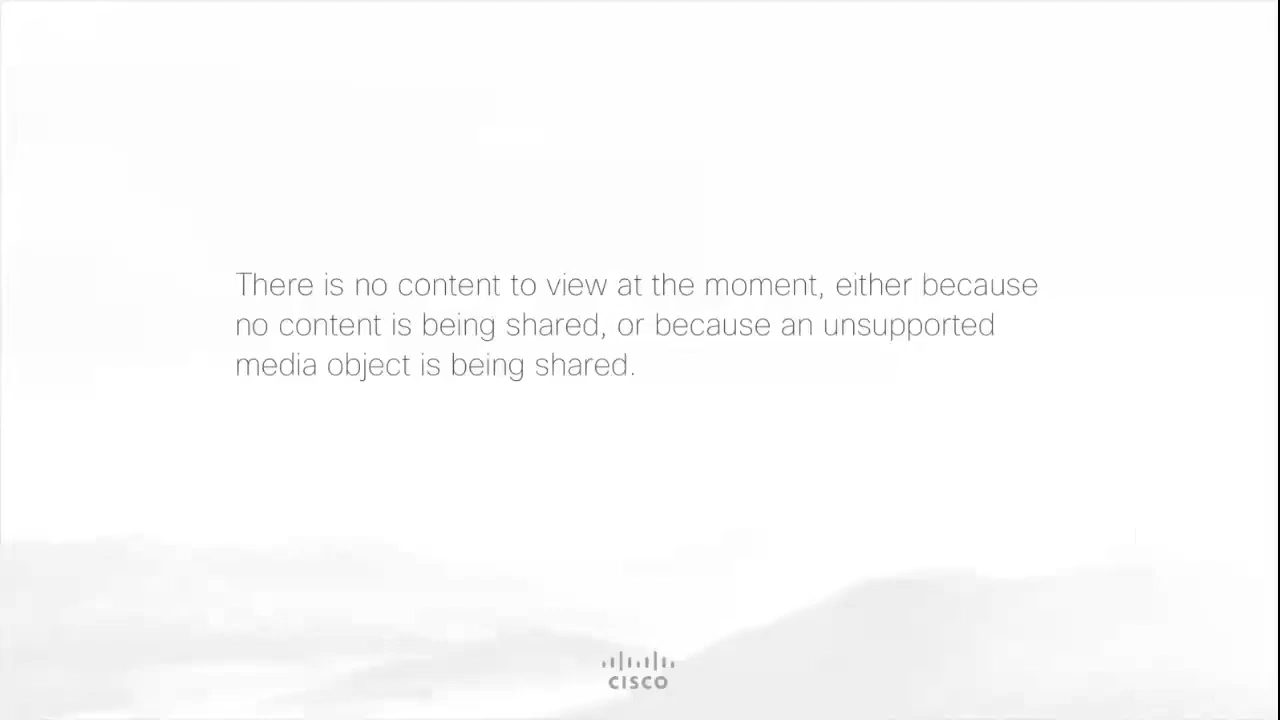 There is no content to view at the moment, either because
no content is being shared, or because an unsupported
media object is being shared.
CISCO